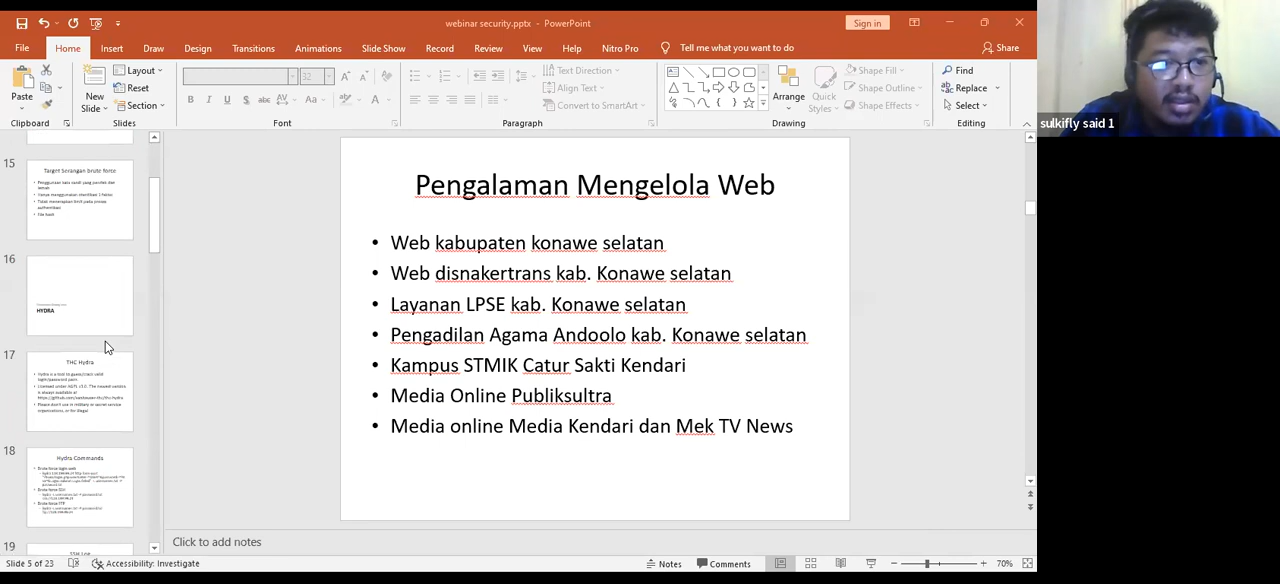 webinar security.pptx - PowerPoint
Sign in
File Home Insert Draw Design Transitions Animations Slide Show Record Review View Help Nitro Pro Tell me what you want to do Share
Paste
New Slide
Layout
Reset
Section
32
Text Direction
Align Text
Convert to SmartArt
Arrange
Quick Styles
Shape Fill
Shape Outline
Shape Effects
Find
Replace
Select
Clipboard Slides Font Paragraph Drawing Editing
sulkifly said 1
15
Target serangan brute force
16
HYDRA
17
THC Hydra
18
Hydra Commands
19
Pengalaman Mengelola Web
• Web kabupaten konawe selatan
• Web disnakertrans kab. Konawe selatan
• Layanan LPSE kab. Konawe selatan
• Pengadilan Agama Andoolo kab. Konawe selatan
• Kampus STMIK Catur Sakti Kendari
• Media Online Publiksultra
• Media online Media Kendari dan Mek TV News
Click to add notes
Slide 5 of 23 Accessibility: Investigate Notes Comments 70%